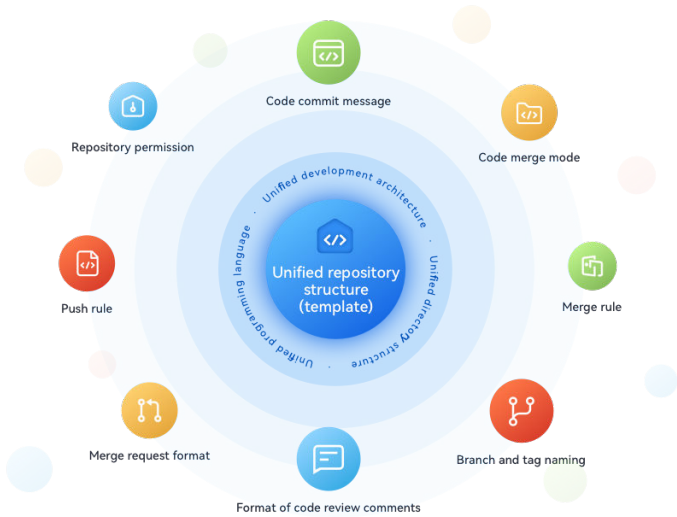 Code commit message
Repository permission
Code merge mode
Unified development architecture
Unified programming language
Unified directory structure
Unified repository
structure
(template)
Push rule
Merge rule
Merge request format
Branch and tag naming
Format of code review comments